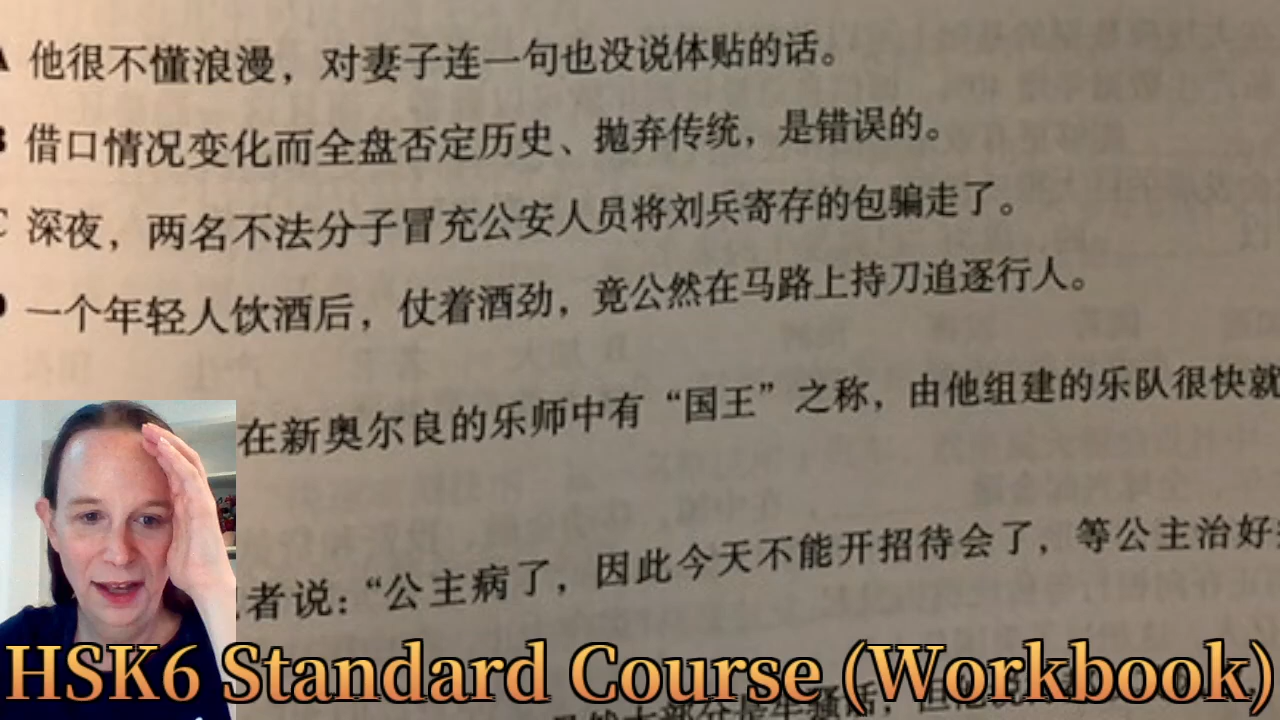 A 他很不懂浪漫，对妻子连一句也没说体贴的话。
B 借口情况变化而全盘否定历史、抛弃传统，是错误的。
C 深夜，两名不法分子冒充公安人员将刘兵寄存的包骗走了。
D 一个年轻人饮酒后，仗着酒劲，竟公然在马路上持刀追逐行人。
在新奥尔良的乐师中有“国王”之称，由他组建的乐队很快就
者说：“公主病了，因此今天不能开招待会了，等公主治好
HSK6 Standard Course (Workbook)